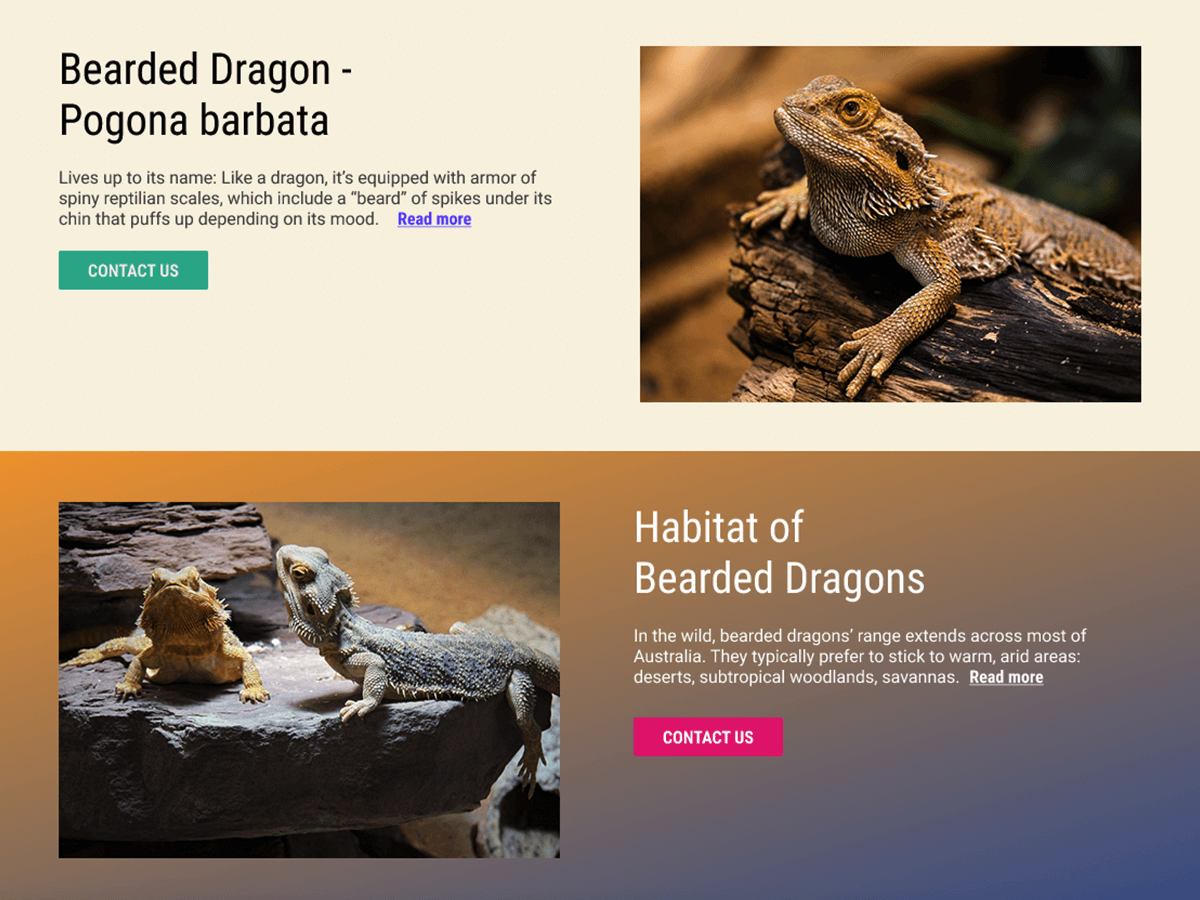 Bearded Dragon -
Pogona barbata
Lives up to its name: Like a dragon, it’s equipped with armor of
spiny reptilian scales, which include a “beard” of spikes under its
chin that puffs up depending on its mood. Read more
CONTACT US
Habitat of
Bearded Dragons
In the wild, bearded dragons’ range extends across most of
Australia. They typically prefer to stick to warm, arid areas:
deserts, subtropical woodlands, savannas. Read more
CONTACT US